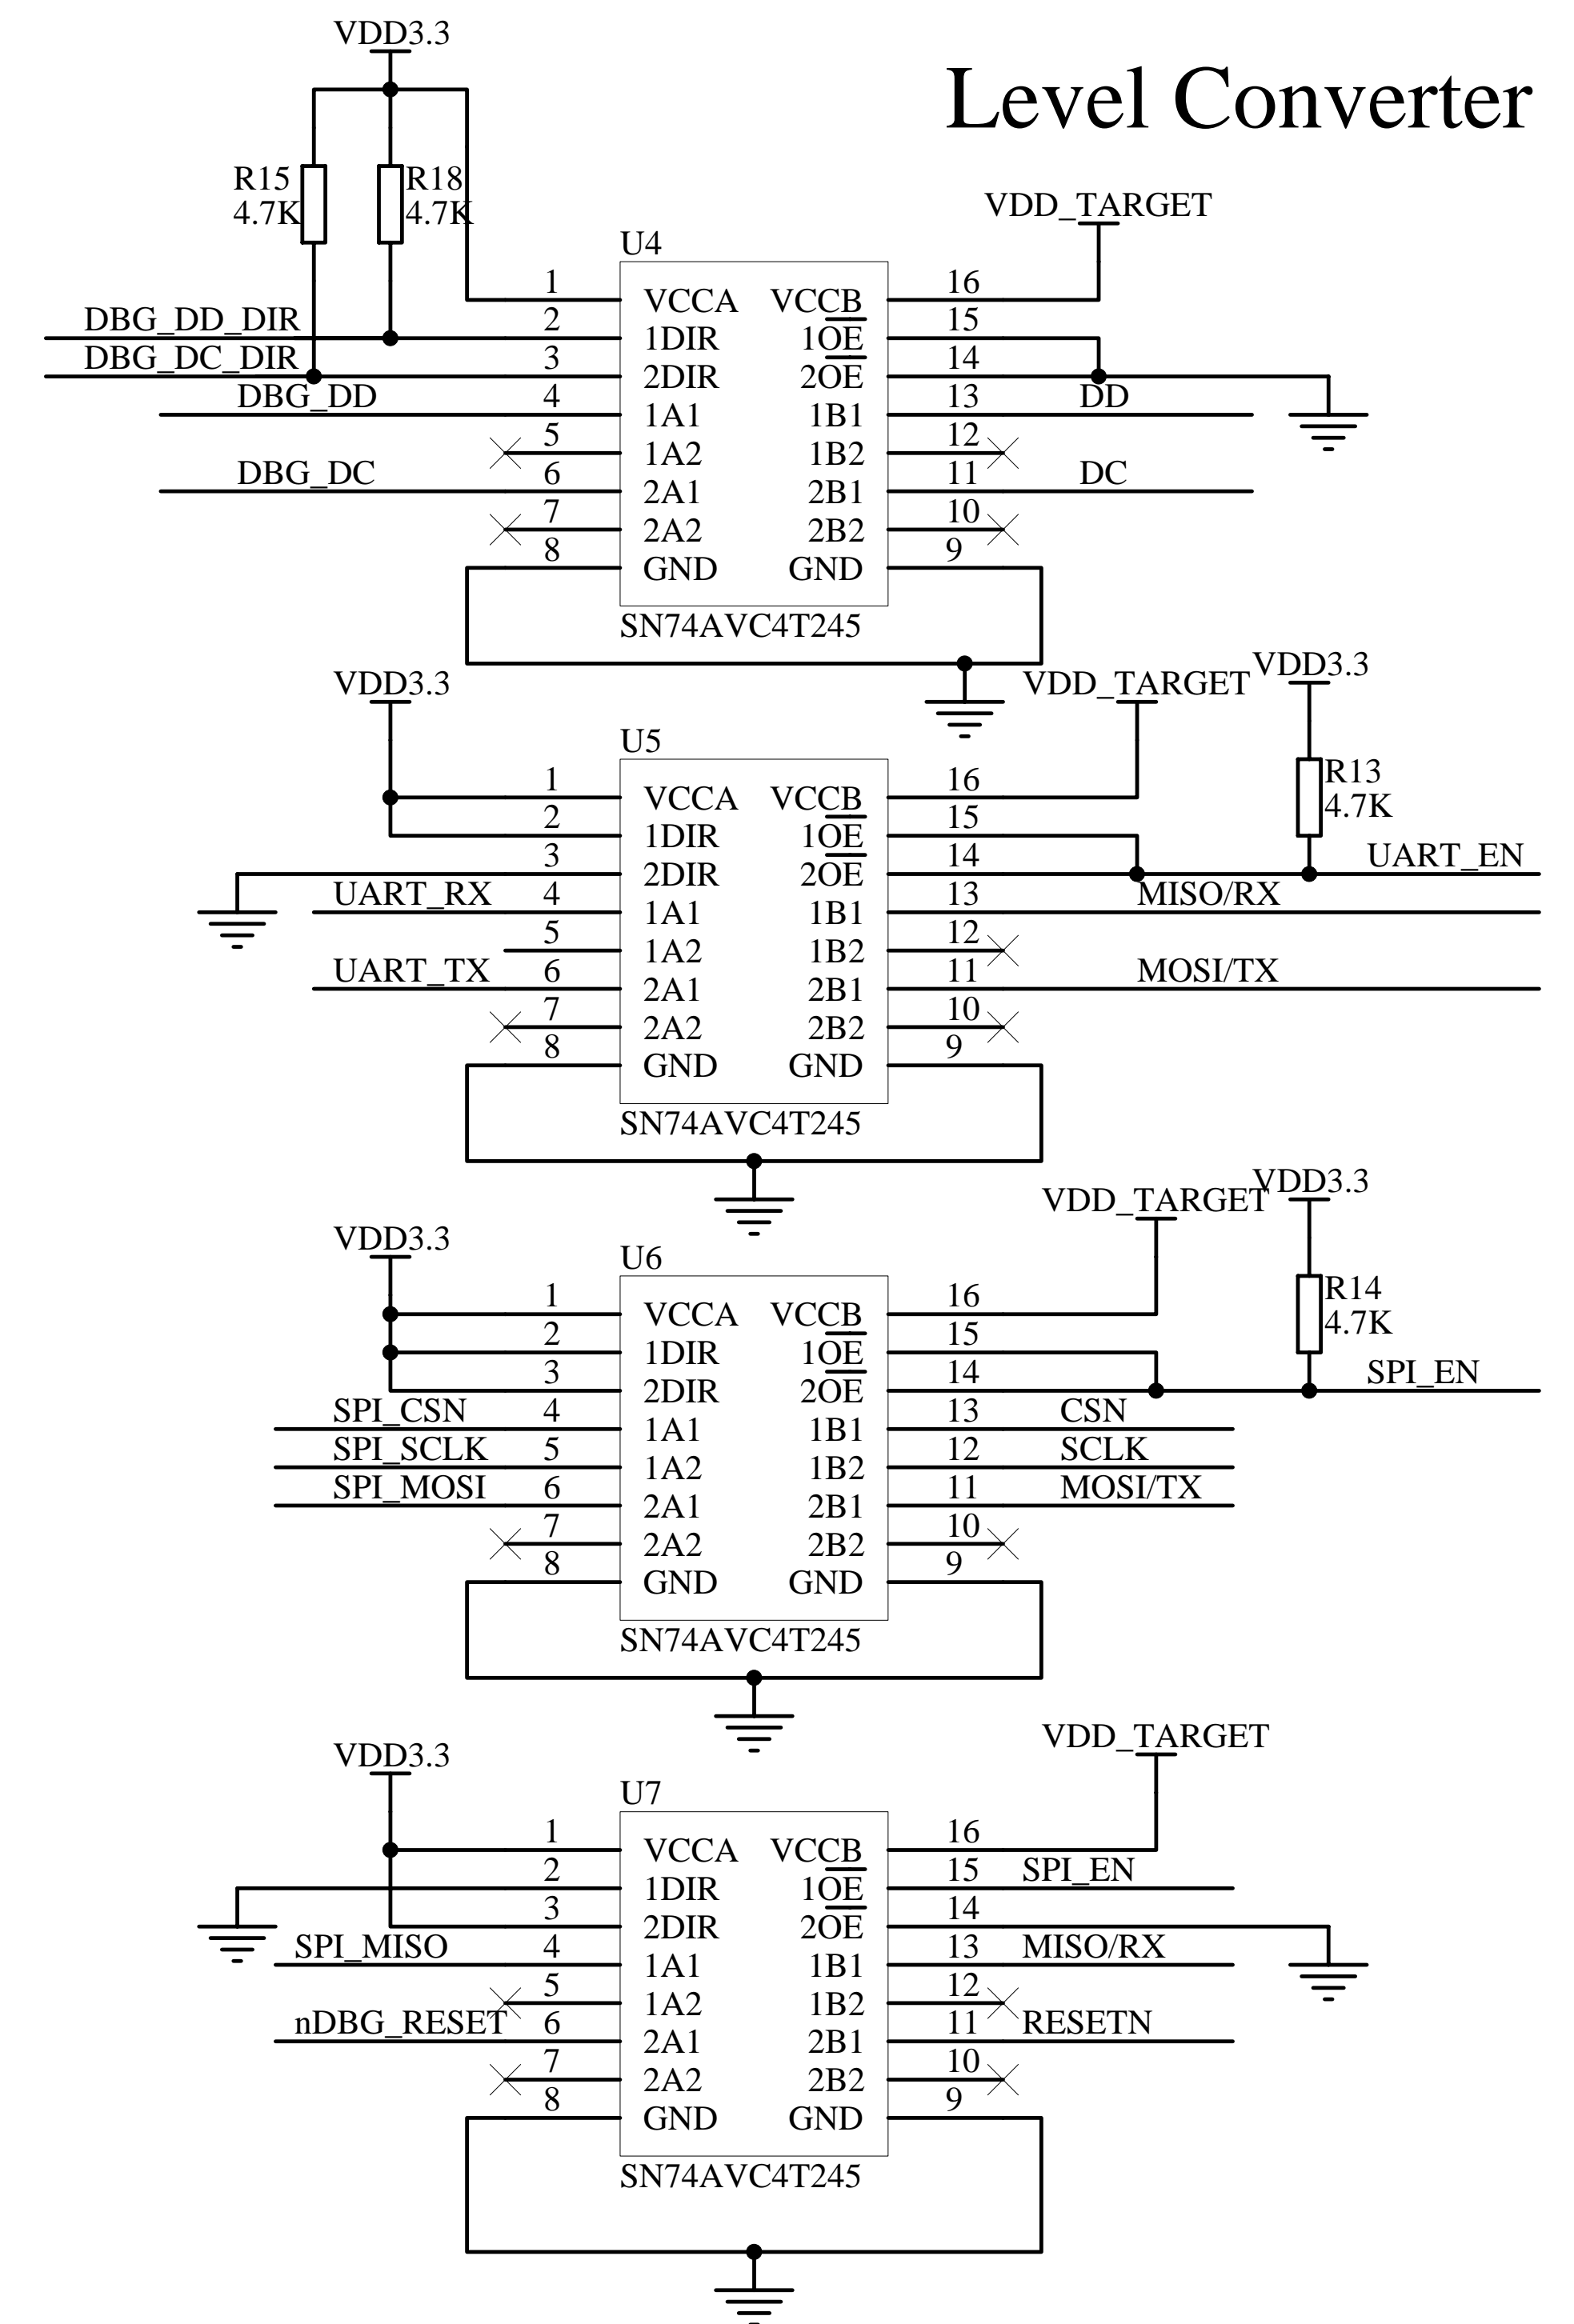 Level Converter
VDD3.3
R15
4.7K
R18
4.7K
VDD_TARGET
U4
1 VCCA VCCB 16
DBG_DD_DIR 2 1DIR 1OE 15
DBG_DC_DIR 3 2DIR 2OE 14
DBG_DD 4 1A1 1B1 13 DD
5 1A2 1B2 12
DBG_DC 6 2A1 2B1 11 DC
7 2A2 2B2 10
8 GND GND 9
SN74AVC4T245
VDD3.3
VDD_TARGET
VDD3.3
U5
R13
4.7K
1 VCCA VCCB 16
2 1DIR 1OE 15
3 2DIR 2OE 14 UART_EN
UART_RX 4 1A1 1B1 13 MISO/RX
5 1A2 1B2 12
UART_TX 6 2A1 2B1 11 MOSI/TX
7 2A2 2B2 10
8 GND GND 9
SN74AVC4T245
VDD3.3
VDD_TARGET
VDD3.3
U6
R14
4.7K
1 VCCA VCCB 16
2 1DIR 1OE 15
3 2DIR 2OE 14 SPI_EN
SPI_CSN 4 1A1 1B1 13 CSN
SPI_SCLK 5 1A2 1B2 12 SCLK
SPI_MOSI 6 2A1 2B1 11 MOSI/TX
7 2A2 2B2 10
8 GND GND 9
SN74AVC4T245
VDD3.3
VDD_TARGET
U7
1 VCCA VCCB 16
2 1DIR 1OE 15 SPI_EN
3 2DIR 2OE 14
SPI_MISO 4 1A1 1B1 13 MISO/RX
5 1A2 1B2 12
nDBG_RESET 6 2A1 2B1 11 RESETN
7 2A2 2B2 10
8 GND GND 9
SN74AVC4T245